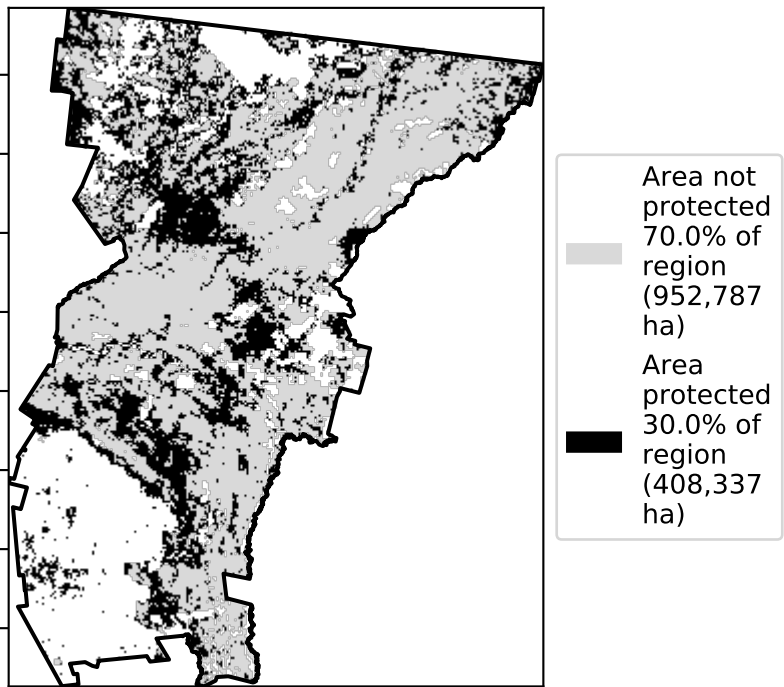 Area not
protected
70.0% of
region
(952,787
ha)
Area
protected
30.0% of
region
(408,337
ha)